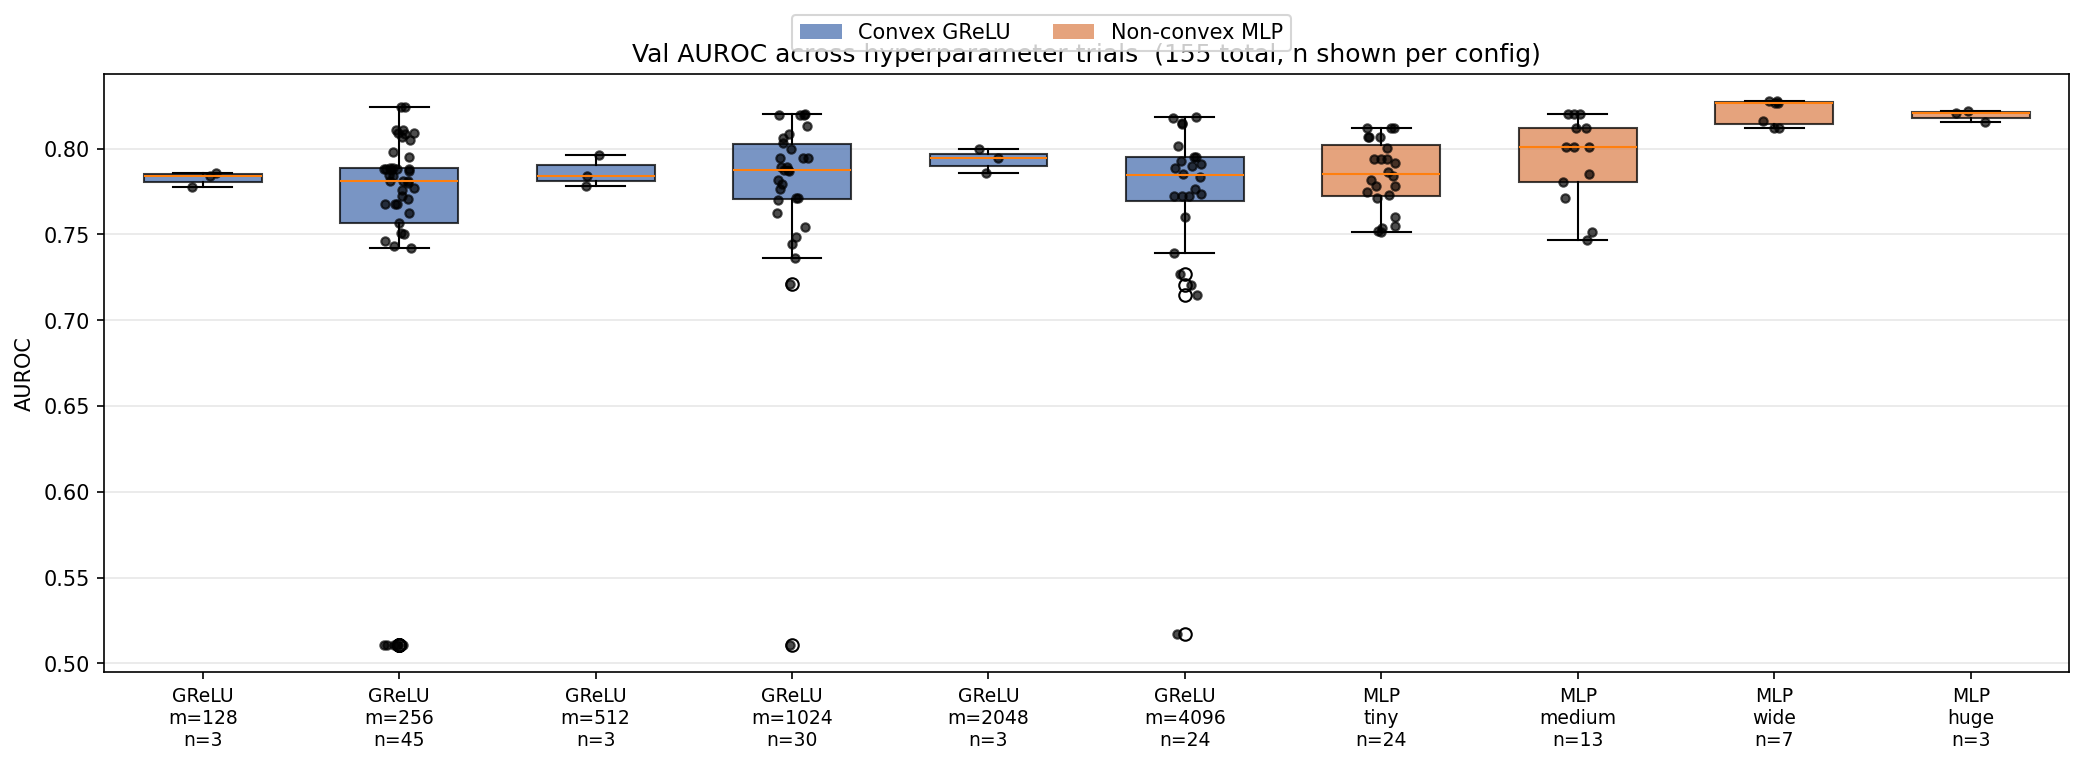 Convex GReLU
Non-convex MLP
Val AUROC across hyperparameter trials (155 total, n shown per config)
AUROC
0.80
0.75
0.70
0.65
0.60
0.55
0.50
GReLU
m=128
n=3
GReLU
m=256
n=45
GReLU
m=512
n=3
GReLU
m=1024
n=30
GReLU
m=2048
n=3
GReLU
m=4096
n=24
MLP
tiny
n=24
MLP
medium
n=13
MLP
wide
n=7
MLP
huge
n=3